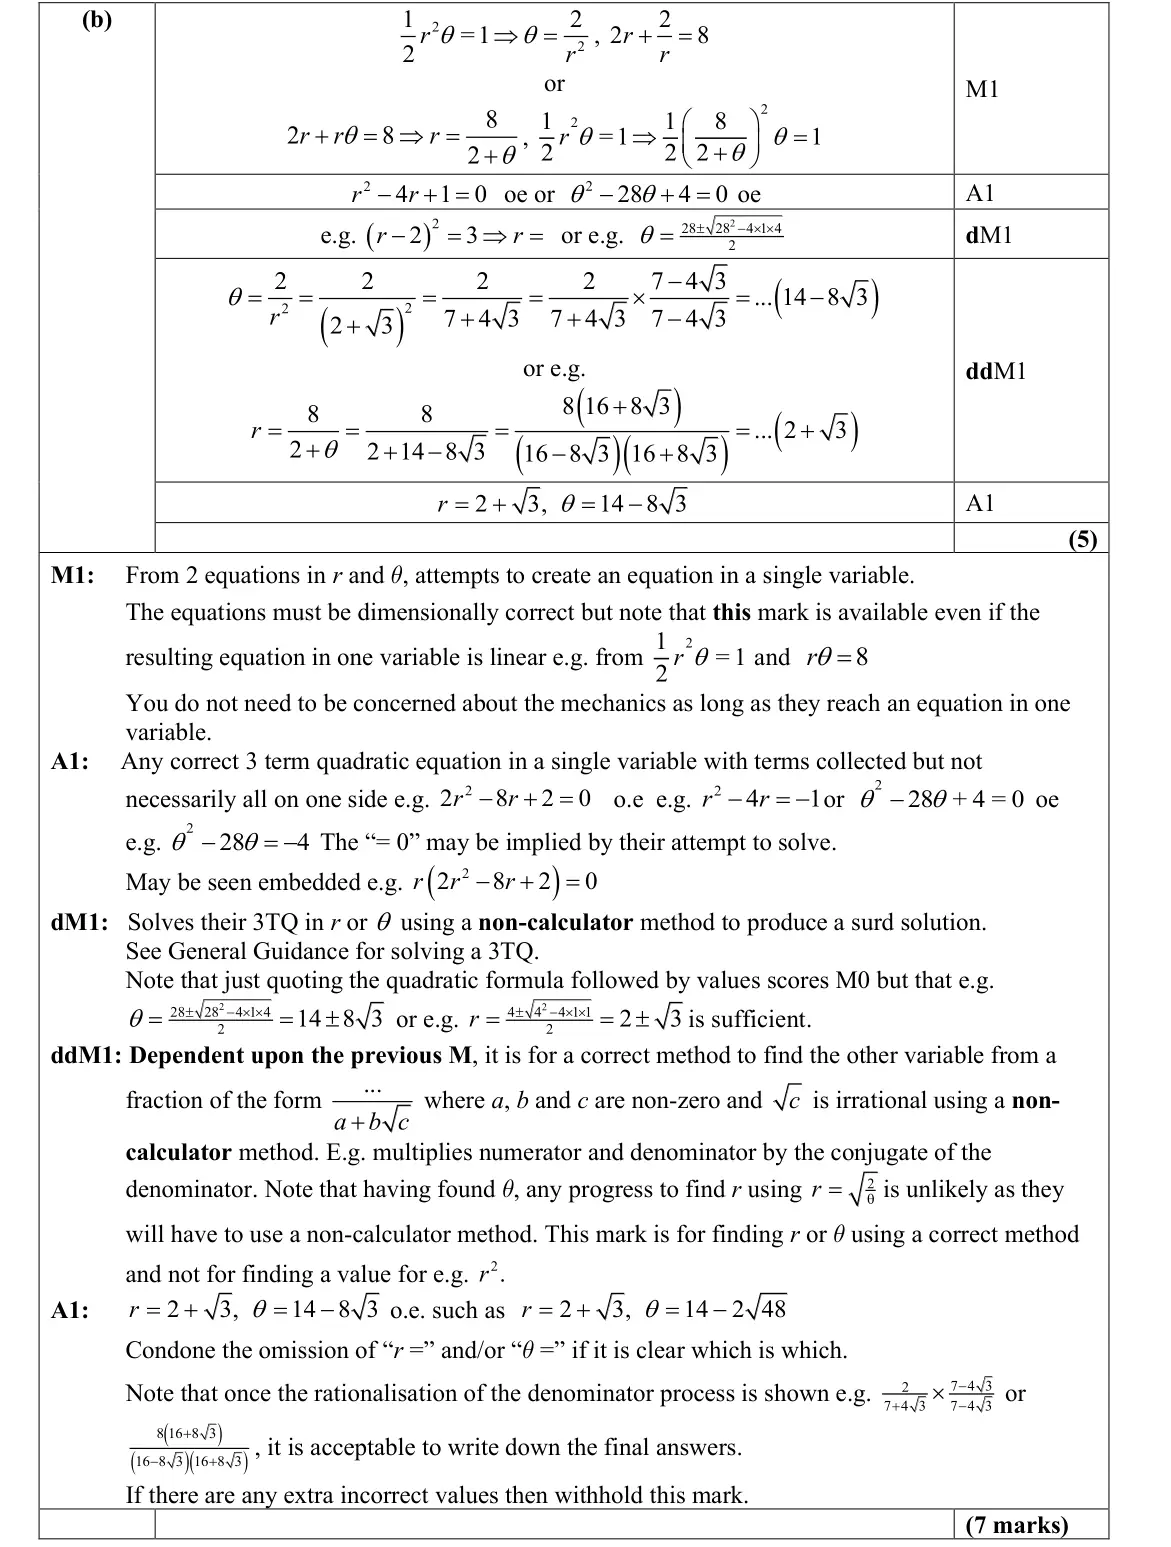 (b) 1/2 r²θ = 1 ⇒ θ = 2/r² , 2r + 2/r = 8
or
2r + rθ = 8 ⇒ r = 8/(2+θ) , 1/2 r²θ = 1 ⇒ 1/2 (8/(2+θ))² θ = 1
M1
r² − 4r + 1 = 0 oe or θ² − 28θ + 4 = 0 oe A1
e.g. (r − 2)² = 3 ⇒ r = or e.g. θ = (28±√(28²−4×1×4))/2 dM1
θ = 2/r² = 2/(2+√3)² = 2/(7+4√3) = 2/(7+4√3) × (7−4√3)/(7−4√3) = ...(14 − 8√3)
or e.g.
ddM1
r = 8/(2+θ) = 8/(2+14−8√3) = 8(16+8√3)/((16−8√3)(16+8√3)) = ...(2 + √3)
r = 2 + √3, θ = 14 − 8√3 A1
(5)
M1: From 2 equations in r and θ, attempts to create an equation in a single variable.
The equations must be dimensionally correct but note that this mark is available even if the
resulting equation in one variable is linear e.g. from 1/2 r²θ = 1 and rθ = 8
You do not need to be concerned about the mechanics as long as they reach an equation in one
variable.
A1: Any correct 3 term quadratic equation in a single variable with terms collected but not
necessarily all on one side e.g. 2r² − 8r + 2 = 0 o.e e.g. r² − 4r = −1 or θ² − 28θ + 4 = 0 oe
e.g. θ² − 28θ = −4 The “= 0” may be implied by their attempt to solve.
May be seen embedded e.g. r(2r² − 8r + 2) = 0
dM1: Solves their 3TQ in r or θ using a non-calculator method to produce a surd solution.
See General Guidance for solving a 3TQ.
Note that just quoting the quadratic formula followed by values scores M0 but that e.g.
θ = (28±√(28²−4×1×4))/2 = 14 ± 8√3 or e.g. r = (4±√(4²−4×1×1))/2 = 2 ± √3 is sufficient.
ddM1: Dependent upon the previous M, it is for a correct method to find the other variable from a
fraction of the form .../(a + b√c) where a, b and c are non-zero and √c is irrational using a non-
calculator method. E.g. multiplies numerator and denominator by the conjugate of the
denominator. Note that having found θ, any progress to find r using r = √(2/θ) is unlikely as they
will have to use a non-calculator method. This mark is for finding r or θ using a correct method
and not for finding a value for e.g. r².
A1: r = 2 + √3, θ = 14 − 8√3 o.e. such as r = 2 + √3, θ = 14 − 2√48
Condone the omission of “r =” and/or “θ =” if it is clear which is which.
Note that once the rationalisation of the denominator process is shown e.g. 2/(7+4√3) × (7−4√3)/(7−4√3) or
8(16+8√3)/((16−8√3)(16+8√3)) , it is acceptable to write down the final answers.
If there are any extra incorrect values then withhold this mark.
(7 marks)